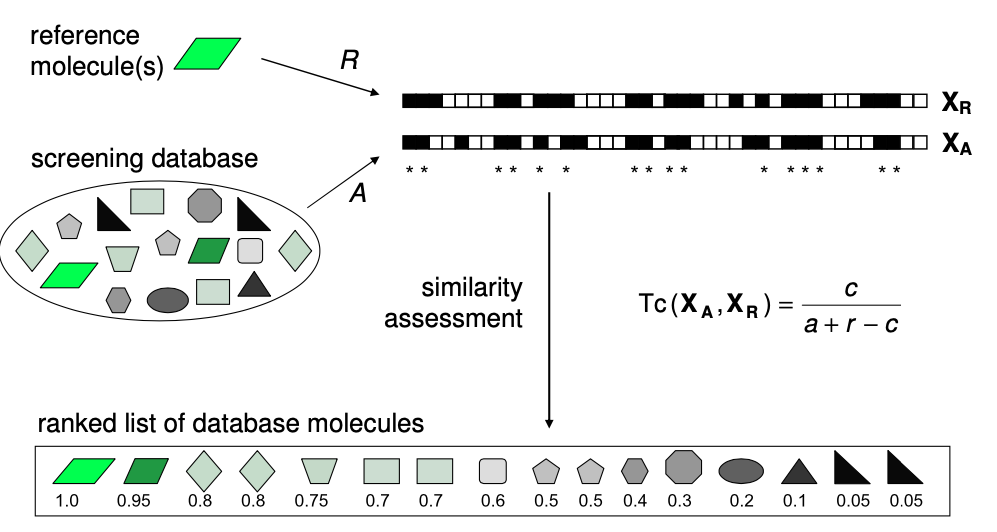 reference
molecule(s)
R
X_R
X_A
* * * * * * * * * * * * * * * *
screening database
A
similarity
assessment
Tc(X_A,X_R) = c / (a + r − c)
ranked list of database molecules
1.0 0.95 0.8 0.8 0.75 0.7 0.7 0.6 0.5 0.5 0.4 0.3 0.2 0.1 0.05 0.05